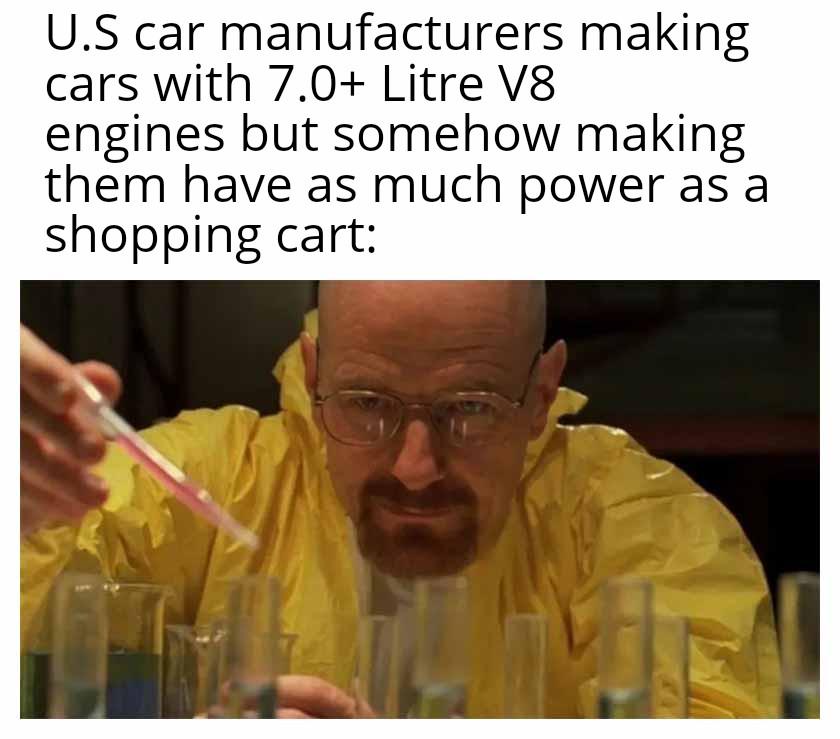 U.S car manufacturers making
cars with 7.0+ Litre V8
engines but somehow making
them have as much power as a
shopping cart: